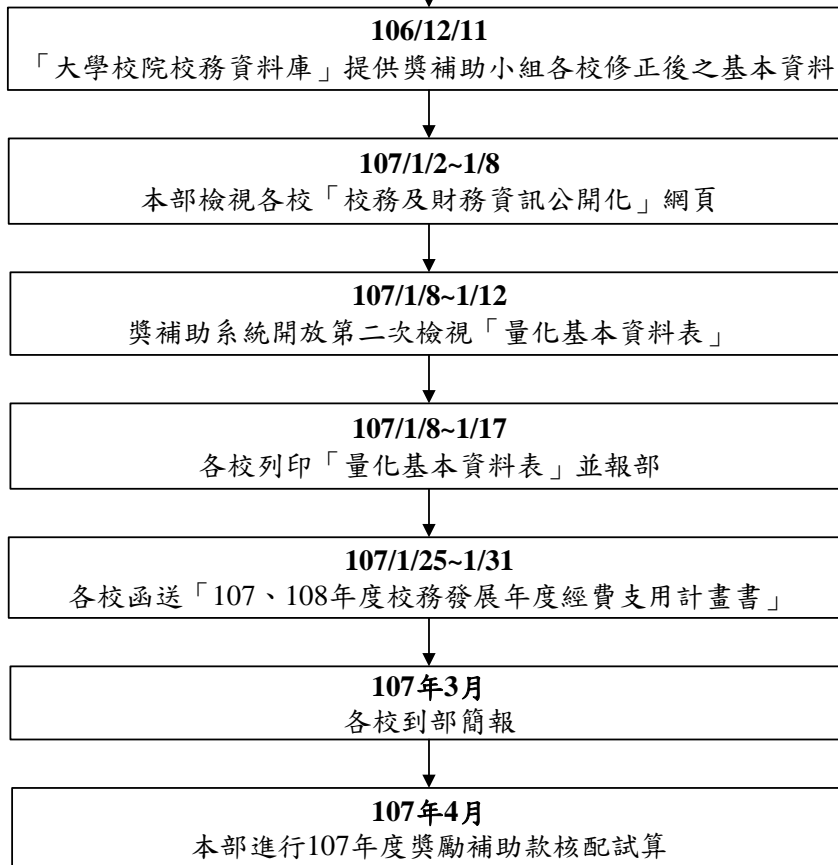 106/12/11
「大學校院校務資料庫」提供獎補助小組各校修正後之基本資料
107/1/2~1/8
本部檢視各校「校務及財務資訊公開化」網頁
107/1/8~1/12
獎補助系統開放第二次檢視「量化基本資料表」
107/1/8~1/17
各校列印「量化基本資料表」並報部
107/1/25~1/31
各校函送「107、108年度校務發展年度經費支用計畫書」
107年3月
各校到部簡報
107年4月
本部進行107年度獎勵補助款核配試算